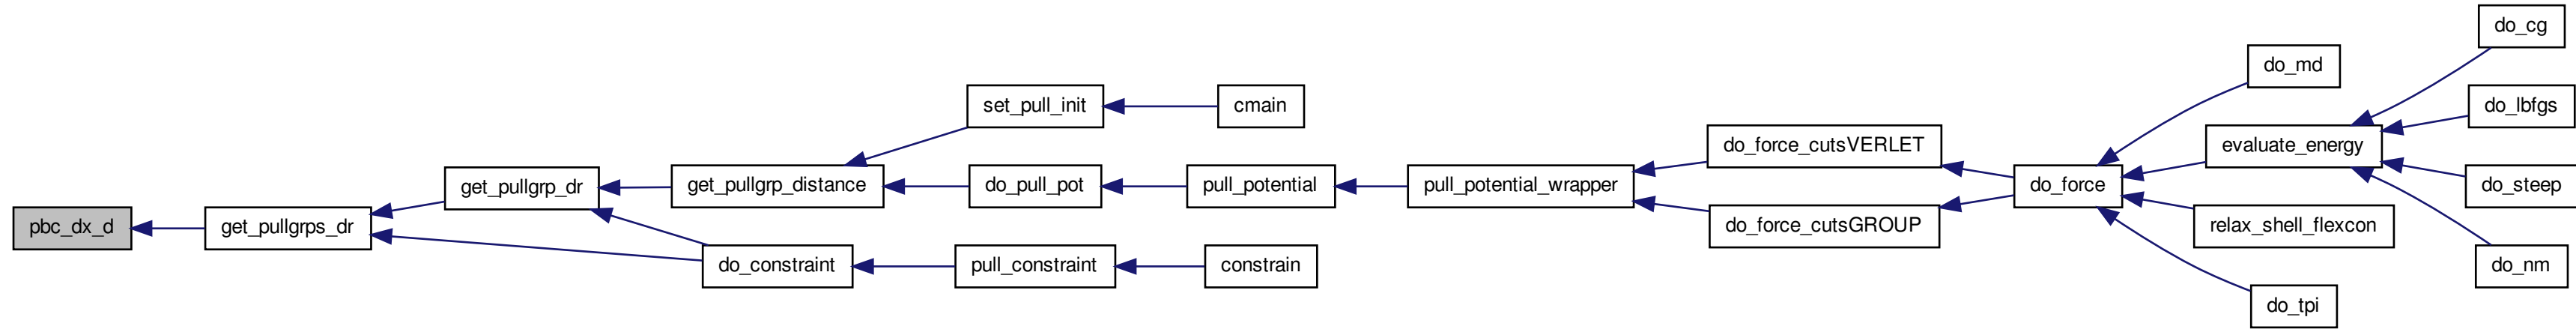 pbc_dx_d
get_pullgrps_dr
get_pullgrp_dr
get_pullgrp_distance
set_pull_init
cmain
do_pull_pot
pull_potential
pull_potential_wrapper
do_force_cutsVERLET
do_force_cutsGROUP
do_force
do_md
evaluate_energy
do_cg
do_lbfgs
do_steep
do_nm
relax_shell_flexcon
do_tpi
do_constraint
pull_constraint
constrain